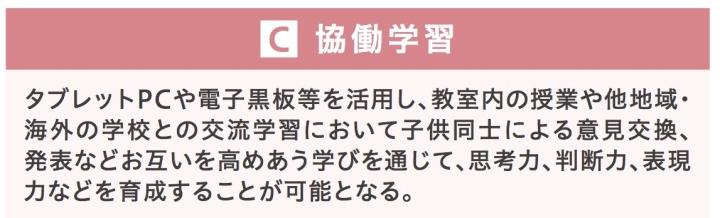 C 協働学習
タブレットPCや電子黒板等を活用し、教室内の授業や他地域・
海外の学校との交流学習において子供同士による意見交換、
発表などお互いを高めあう学びを通じて、思考力、判断力、表現
力などを育成することが可能となる。